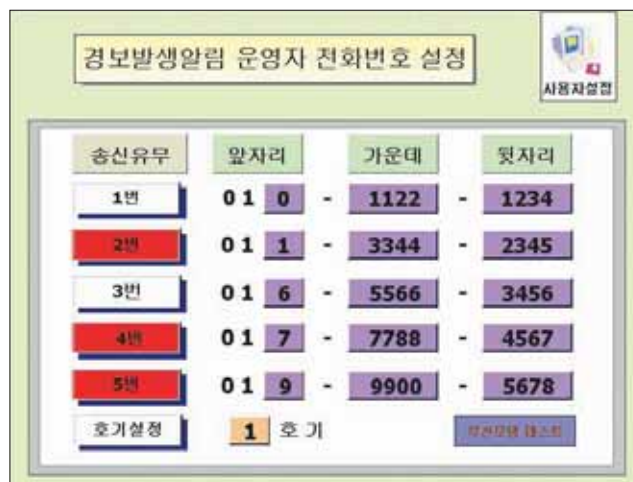 경보발생알림 운영자 전화번호 설정
사용자설정
송신유무 앞자리 가운데 뒷자리
1번 01 0 - 1122 - 1234
2번 01 1 - 3344 - 2345
3번 01 6 - 5566 - 3456
4번 01 7 - 7788 - 4567
5번 01 9 - 9900 - 5678
호기설정 1 호기 테스트